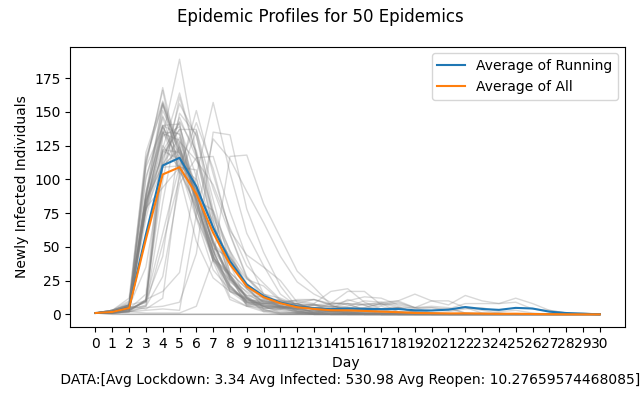 Epidemic Profiles for 50 Epidemics
Average of Running
Average of All
175
150
125
100
75
50
25
0
Newly Infected Individuals
0 1 2 3 4 5 6 7 8 9 10 11 12 13 14 15 16 17 18 19 20 21 22 23 24 25 26 27 28 29 30
Day
DATA:[Avg Lockdown: 3.34 Avg Infected: 530.98 Avg Reopen: 10.27659574468085]